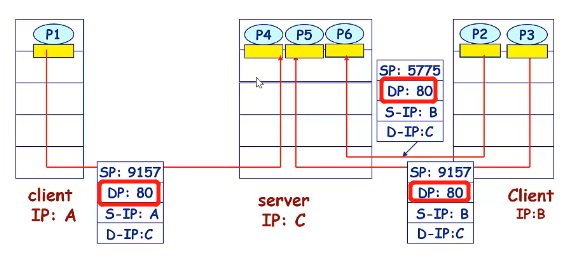 P1
P4
P5
P6
P2
P3
SP: 5775
DP: 80
S-IP: B
D-IP:C
SP: 9157
DP: 80
S-IP: A
D-IP:C
SP: 9157
DP: 80
S-IP: B
D-IP:C
client
IP: A
server
IP: C
Client
IP:B